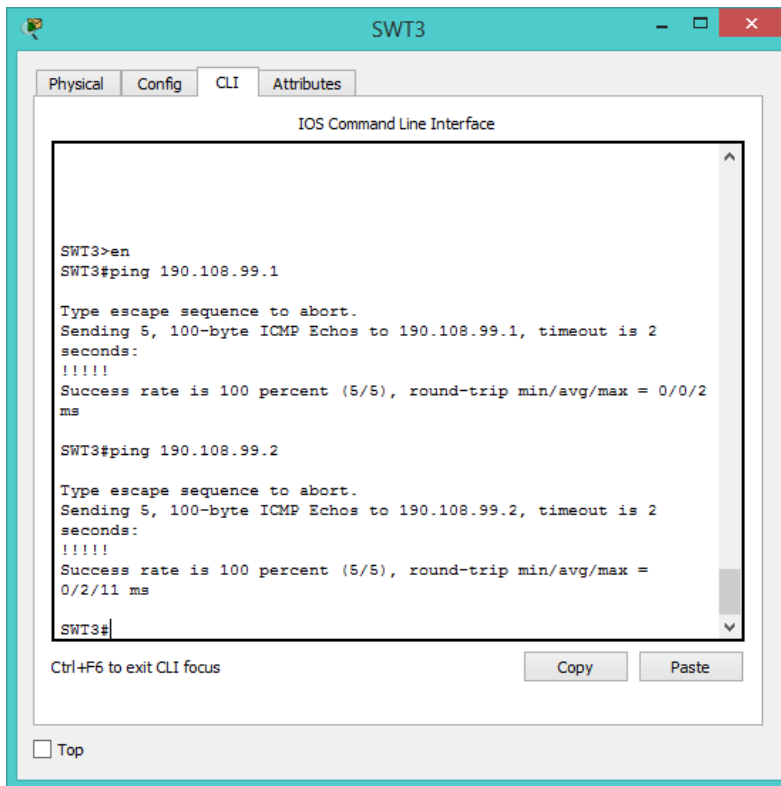 SWT3
Physical Config CLI Attributes
IOS Command Line Interface
SWT3>en
SWT3#ping 190.108.99.1
Type escape sequence to abort.
Sending 5, 100-byte ICMP Echos to 190.108.99.1, timeout is 2
seconds:
!!!!!
Success rate is 100 percent (5/5), round-trip min/avg/max = 0/0/2
ms
SWT3#ping 190.108.99.2
Type escape sequence to abort.
Sending 5, 100-byte ICMP Echos to 190.108.99.2, timeout is 2
seconds:
!!!!!
Success rate is 100 percent (5/5), round-trip min/avg/max =
0/2/11 ms
SWT3#
Ctrl+F6 to exit CLI focus Copy Paste
Top